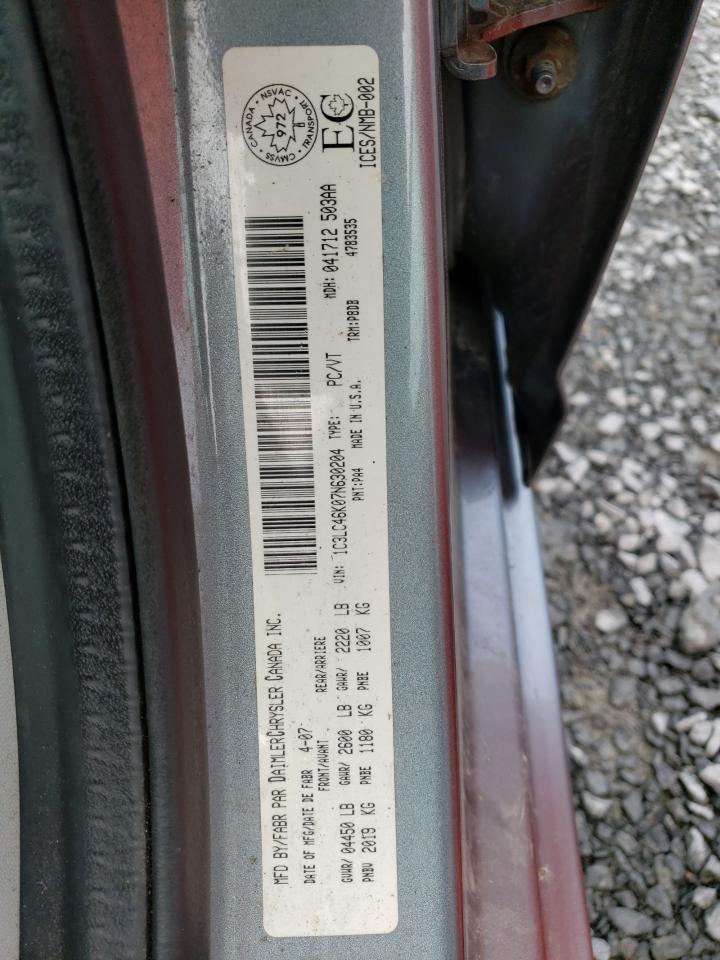 MFD BY/FABR PAR DAIMLERCHRYSLER CANADA INC.
DATE OF MFG/DATE DE FABR 4-07
FRONT/AVANT REAR/ARRIERE
GVWR/ 04450 LB GAWR/ 2600 LB GAWR/ 2220 LB
PNBV 2019 KG PNBE 1180 KG PNBE 1007 KG
VIN: 1C3LC46K07N630204 TYPE: PC/VT MDH: 041712 503AA
PNT:PA4 MADE IN U.S.A. TRM:P8DB 4783535
CANADA · NSVAC · TRANSPORT · CMVSS
972
EC
ICES/NMB-002